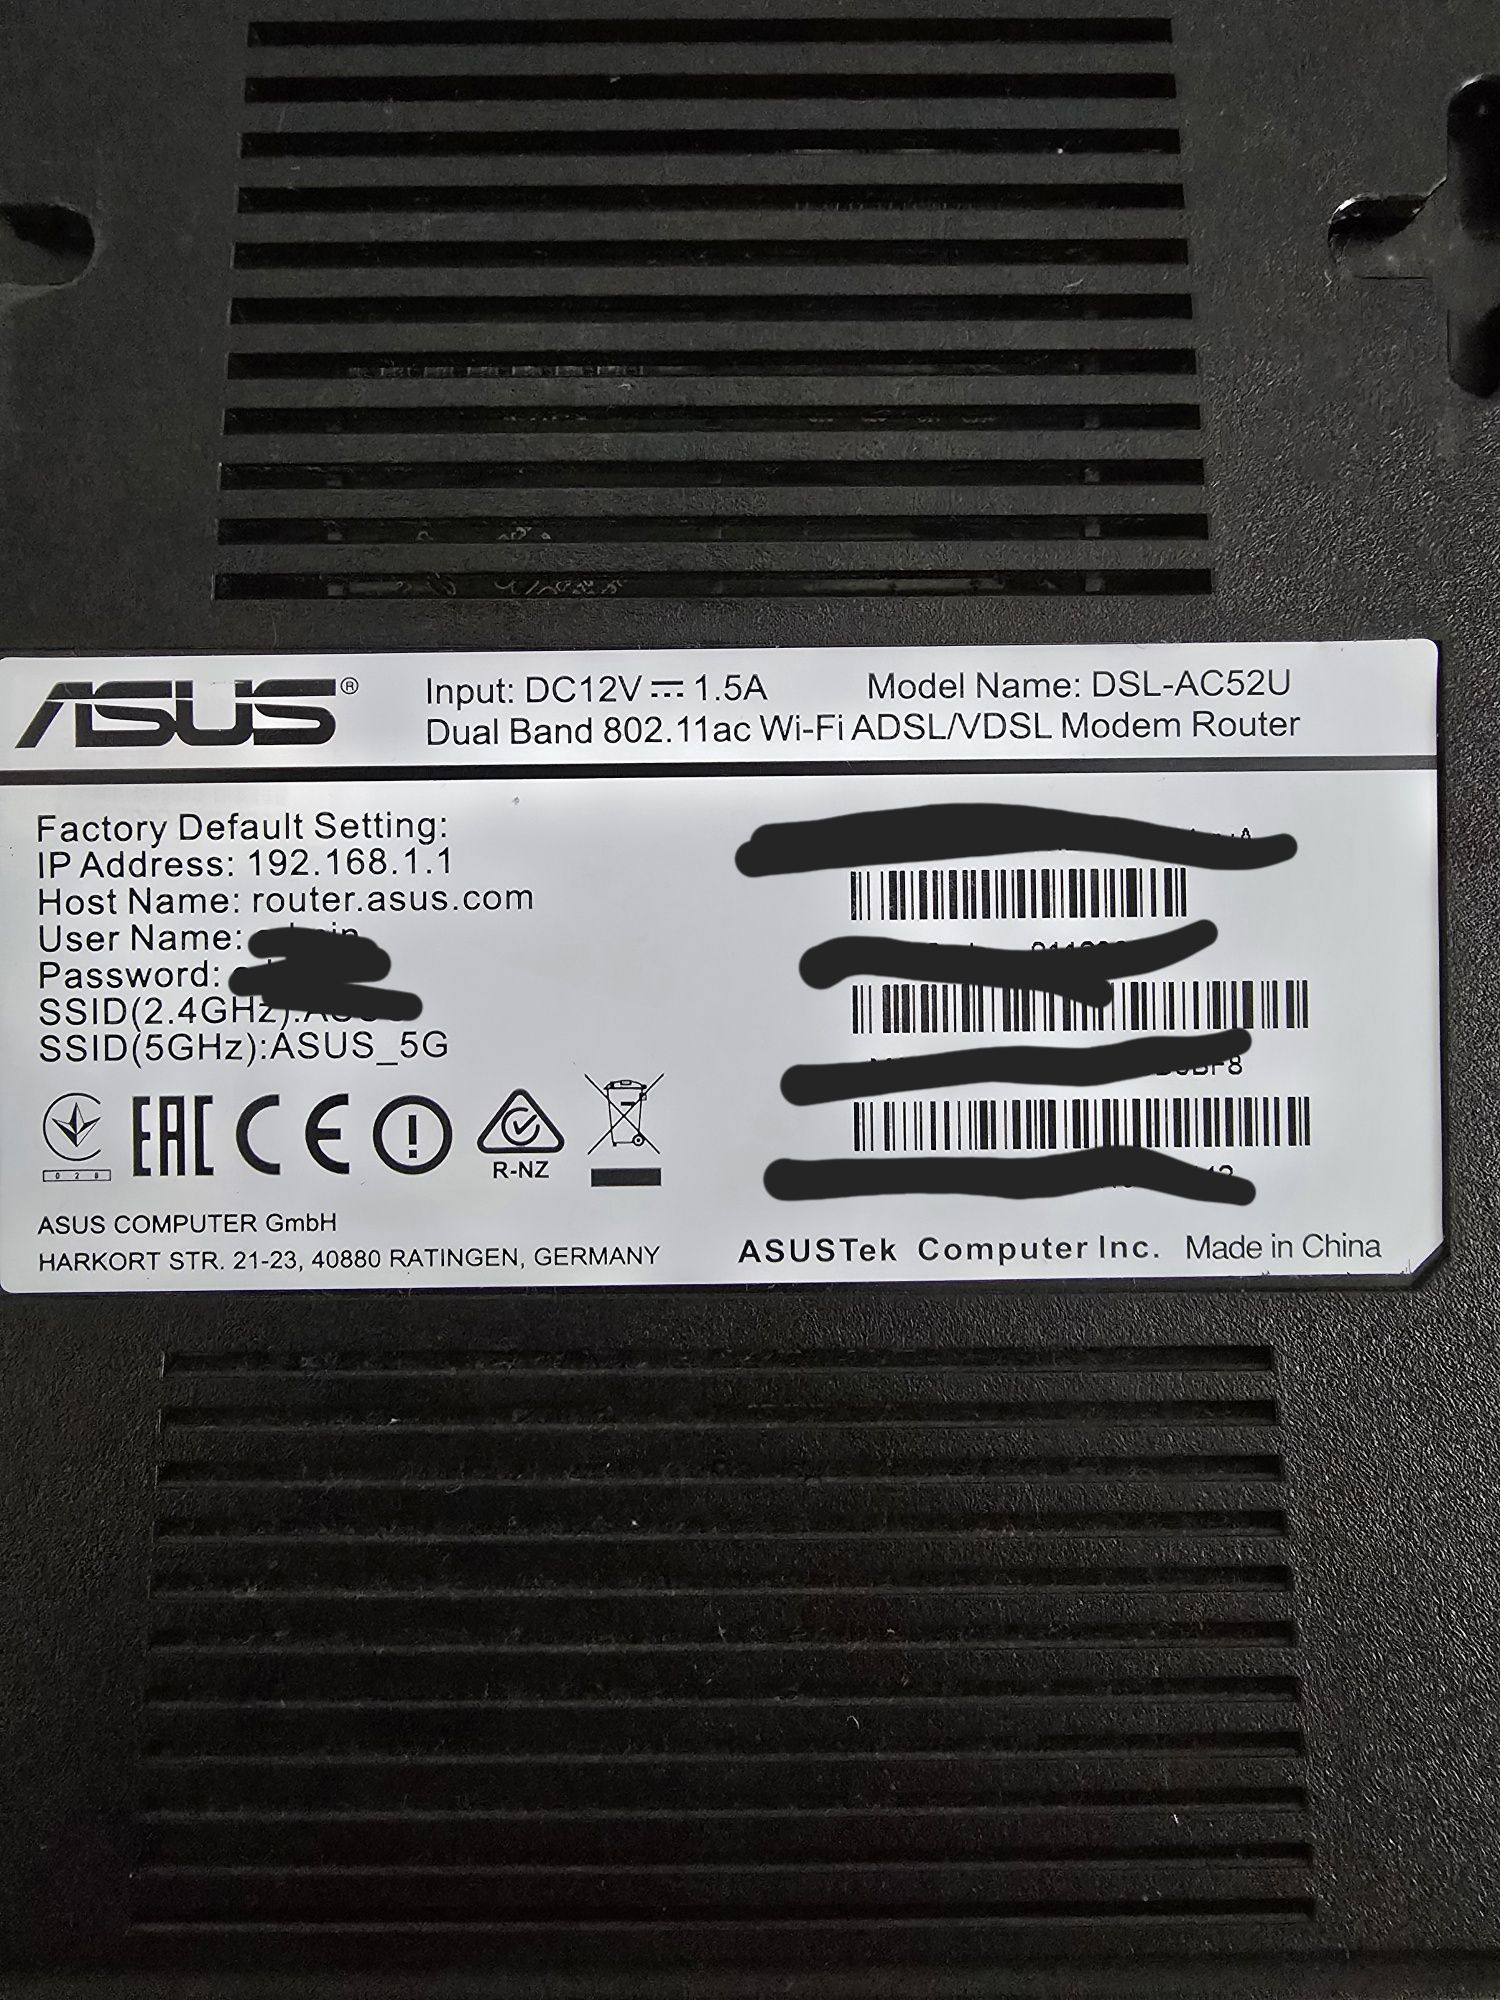 ASUS®
Input: DC12V ⎓ 1.5A Model Name: DSL-AC52U
Dual Band 802.11ac Wi-Fi ADSL/VDSL Modem Router
Factory Default Setting:
IP Address: 192.168.1.1
Host Name: router.asus.com
User Name:
Password:
SSID(2.4GHz):
SSID(5GHz):ASUS_5G
028
EAC CE
R-NZ
ASUS COMPUTER GmbH
HARKORT STR. 21-23, 40880 RATINGEN, GERMANY
ASUSTek Computer Inc. Made in China